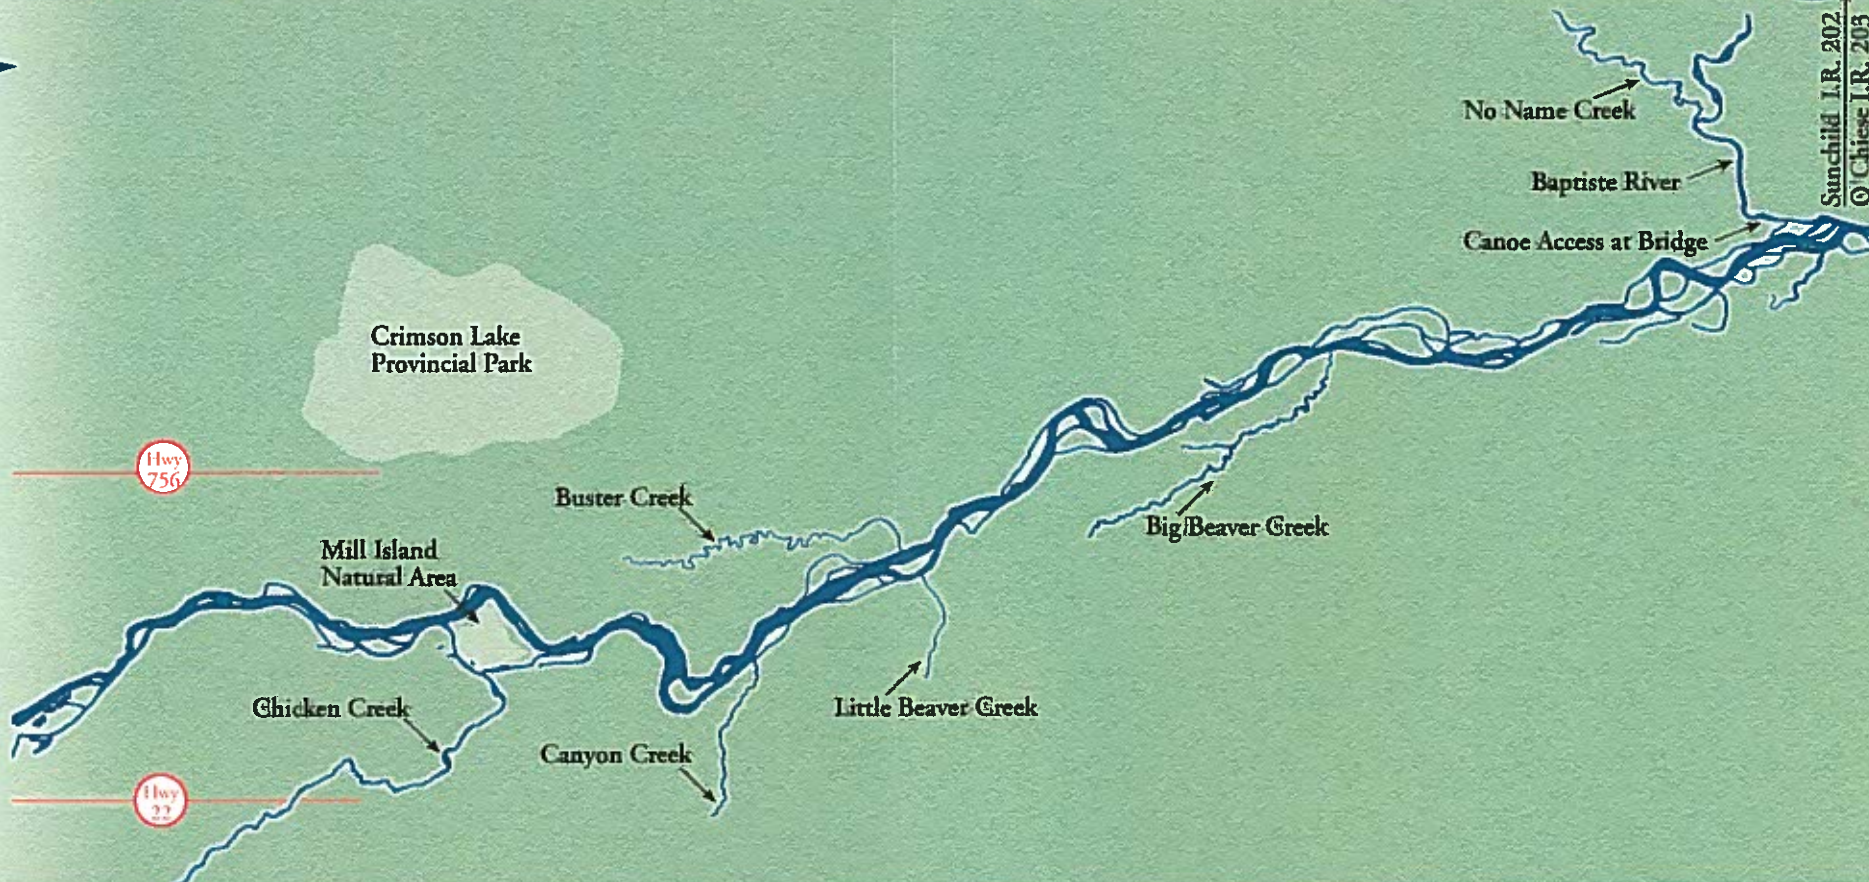 Sunchild I.R. 202
O'Chiese I.R. 203
No Name Creek
Baptiste River
Canoe Access at Bridge
Crimson Lake
Provincial Park
Hwy
756
Buster Creek
Big Beaver Creek
Mill Island
Natural Area
Chicken Creek
Little Beaver Creek
Canyon Creek
Hwy
22